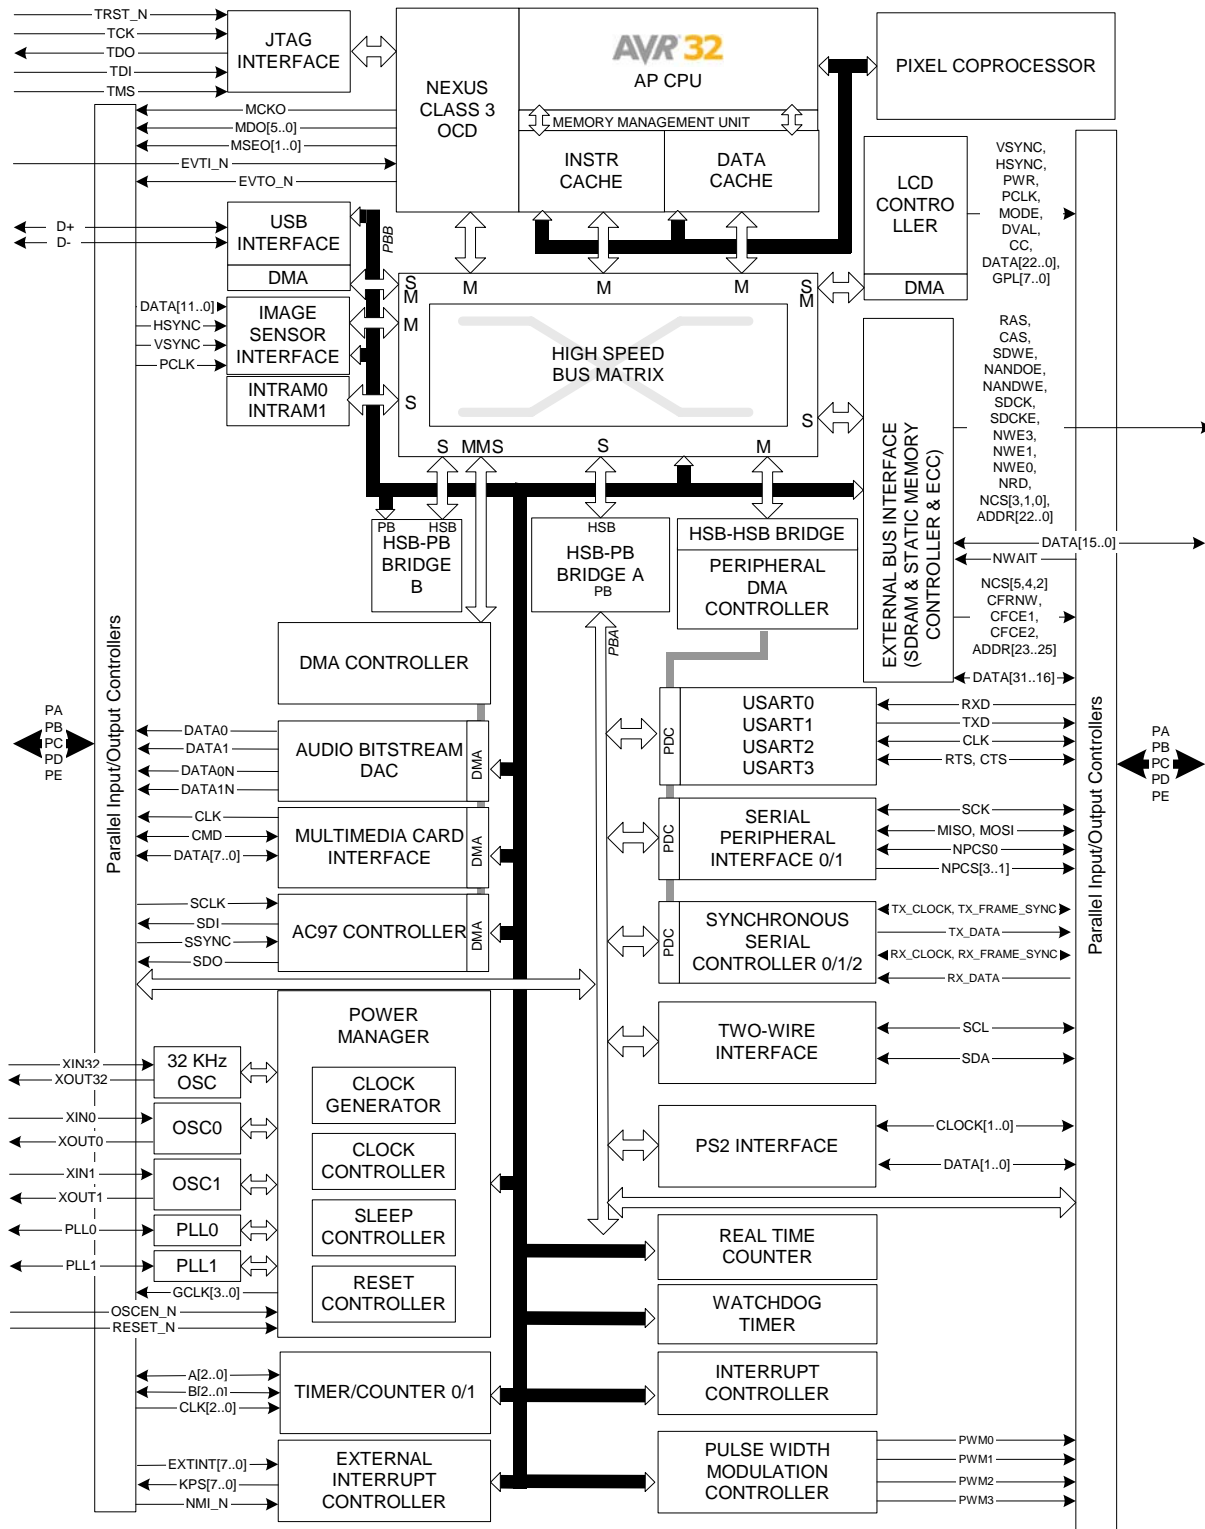 TRST_N
TCK
TDO
TDI
TMS
JTAG
INTERFACE
NEXUS
CLASS 3
OCD
AVR 32
AP CPU
MEMORY MANAGEMENT UNIT
INSTR
CACHE
DATA
CACHE
PIXEL COPROCESSOR
MCKO
MDO[5..0]
MSEO[1..0]
EVTI_N
EVTO_N
LCD
CONTRO
LLER
DMA
VSYNC,
HSYNC,
PWR,
PCLK,
MODE,
DVAL,
CC,
DATA[22..0],
GPL[7..0]
D+
D-
USB
INTERFACE
DMA
PBB
DATA[11..0]
HSYNC
VSYNC
PCLK
IMAGE
SENSOR
INTERFACE
INTRAM0
INTRAM1
S
M
M
S
M
M
M
S
M
S
HIGH SPEED
BUS MATRIX
S
MMS
S
M
EXTERNAL BUS INTERFACE
(SDRAM & STATIC MEMORY
CONTROLLER & ECC)
RAS,
CAS,
SDWE,
NANDOE,
NANDWE,
SDCK,
SDCKE,
NWE3,
NWE1,
NWE0,
NRD,
NCS[3,1,0],
ADDR[22..0]
DATA[15..0]
NWAIT
NCS[5,4,2]
CFRNW,
CFCE1,
CFCE2,
ADDR[23..25]
DATA[31..16]
PB
HSB
HSB-PB
BRIDGE
B
HSB
HSB-PB
BRIDGE A
PB
HSB-HSB BRIDGE
PERIPHERAL
DMA
CONTROLLER
PBA
DMA CONTROLLER
Parallel Input/Output Controllers
PA
PB
PC
PD
PE
DATA0
DATA1
DATA0N
DATA1N
AUDIO BITSTREAM
DAC
DMA
CLK
CMD
DATA[7..0]
MULTIMEDIA CARD
INTERFACE
DMA
SCLK
SDI
SSYNC
SDO
AC97 CONTROLLER
DMA
PDC
USART0
USART1
USART2
USART3
RXD
TXD
CLK
RTS, CTS
PDC
SERIAL
PERIPHERAL
INTERFACE 0/1
SCK
MISO, MOSI
NPCS0
NPCS[3..1]
PDC
SYNCHRONOUS
SERIAL
CONTROLLER 0/1/2
TX_CLOCK, TX_FRAME_SYNC
TX_DATA
RX_CLOCK, RX_FRAME_SYNC
RX_DATA
Parallel Input/Output Controllers
PA
PB
PC
PD
PE
TWO-WIRE
INTERFACE
SCL
SDA
PS2 INTERFACE
CLOCK[1..0]
DATA[1..0]
POWER
MANAGER
CLOCK
GENERATOR
CLOCK
CONTROLLER
SLEEP
CONTROLLER
RESET
CONTROLLER
XIN32
XOUT32
32 KHz
OSC
XIN0
XOUT0
OSC0
XIN1
XOUT1
OSC1
PLL0
PLL0
PLL1
PLL1
GCLK[3..0]
OSCEN_N
RESET_N
REAL TIME
COUNTER
WATCHDOG
TIMER
A[2..0]
B[2..0]
CLK[2..0]
TIMER/COUNTER 0/1
INTERRUPT
CONTROLLER
EXTINT[7..0]
KPS[7..0]
NMI_N
EXTERNAL
INTERRUPT
CONTROLLER
PULSE WIDTH
MODULATION
CONTROLLER
PWM0
PWM1
PWM2
PWM3